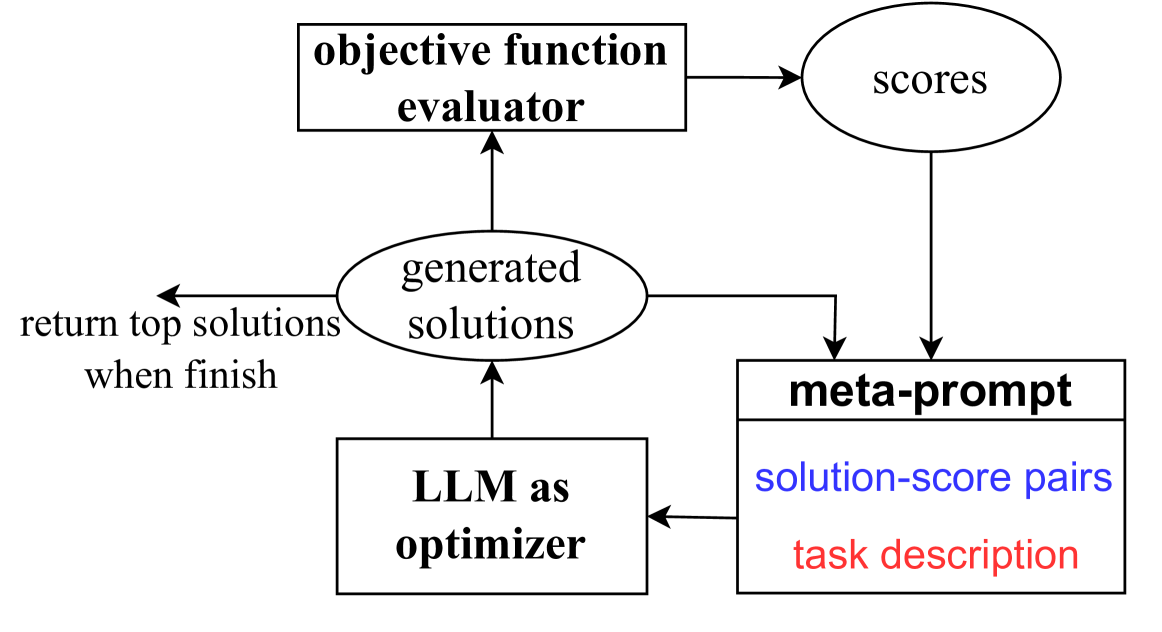 objective function
evaluator
scores
generated
solutions
return top solutions
when finish
meta-prompt
solution-score pairs
task description
LLM as
optimizer